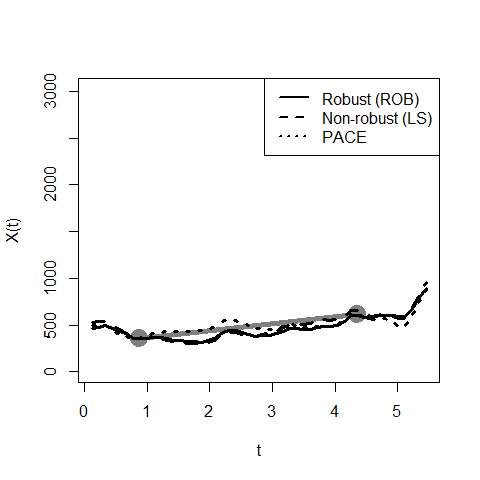 Robust (ROB)
Non-robust (LS)
PACE
X(t)
3000
2000
1000
500
0
0 1 2 3 4 5
t